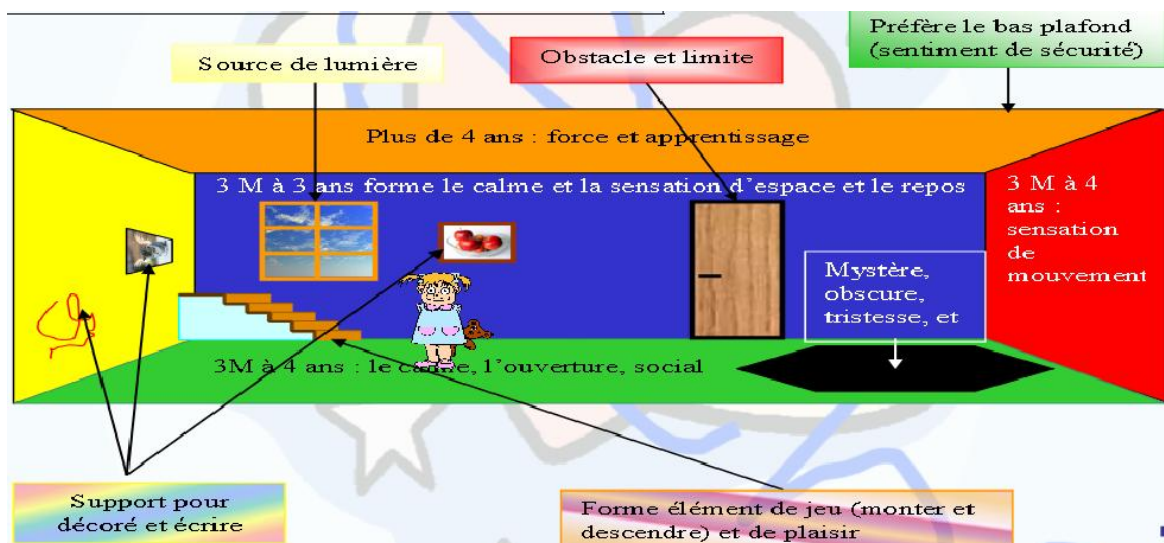 Préfère le bas plafond
(sentiment de sécurité)
Source de lumière
Obstacle et limite
Plus de 4 ans : force et apprentissage
3 M à 3 ans forme le calme et la sensation d’espace et le repos
3 M à 4
ans :
sensation
de
mouvement
Mystère,
obscure,
tristesse, et
3M à 4 ans : le calme, l’ouverture, social
Support pour
décoré et écrire
Forme élément de jeu (monter et
descendre) et de plaisir